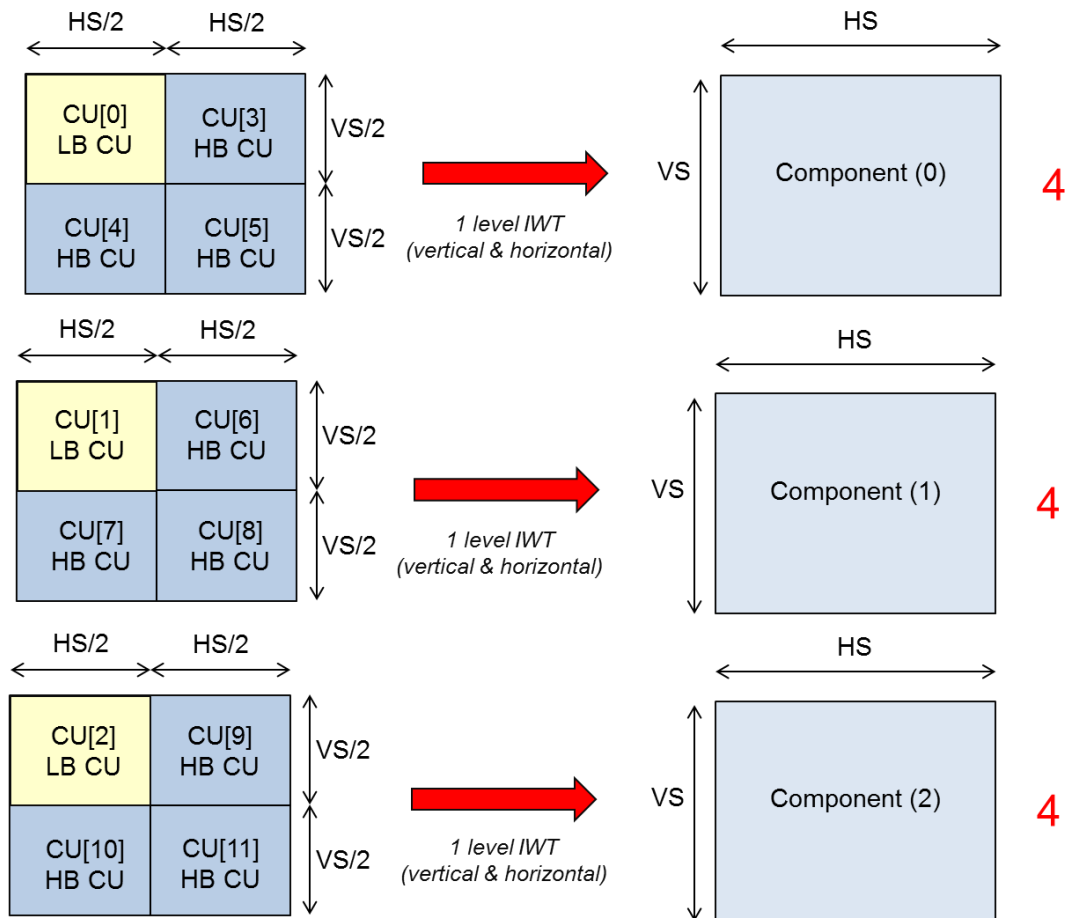 HS/2 HS/2
HS
CU[0]
LB CU
CU[3]
HB CU
VS/2
CU[4]
HB CU
CU[5]
HB CU
VS/2
1 level IWT
(vertical & horizontal)
VS
Component (0)
4
HS/2 HS/2
HS
CU[1]
LB CU
CU[6]
HB CU
VS/2
CU[7]
HB CU
CU[8]
HB CU
VS/2
1 level IWT
(vertical & horizontal)
VS
Component (1)
4
HS/2 HS/2
HS
CU[2]
LB CU
CU[9]
HB CU
VS/2
CU[10]
HB CU
CU[11]
HB CU
VS/2
1 level IWT
(vertical & horizontal)
VS
Component (2)
4